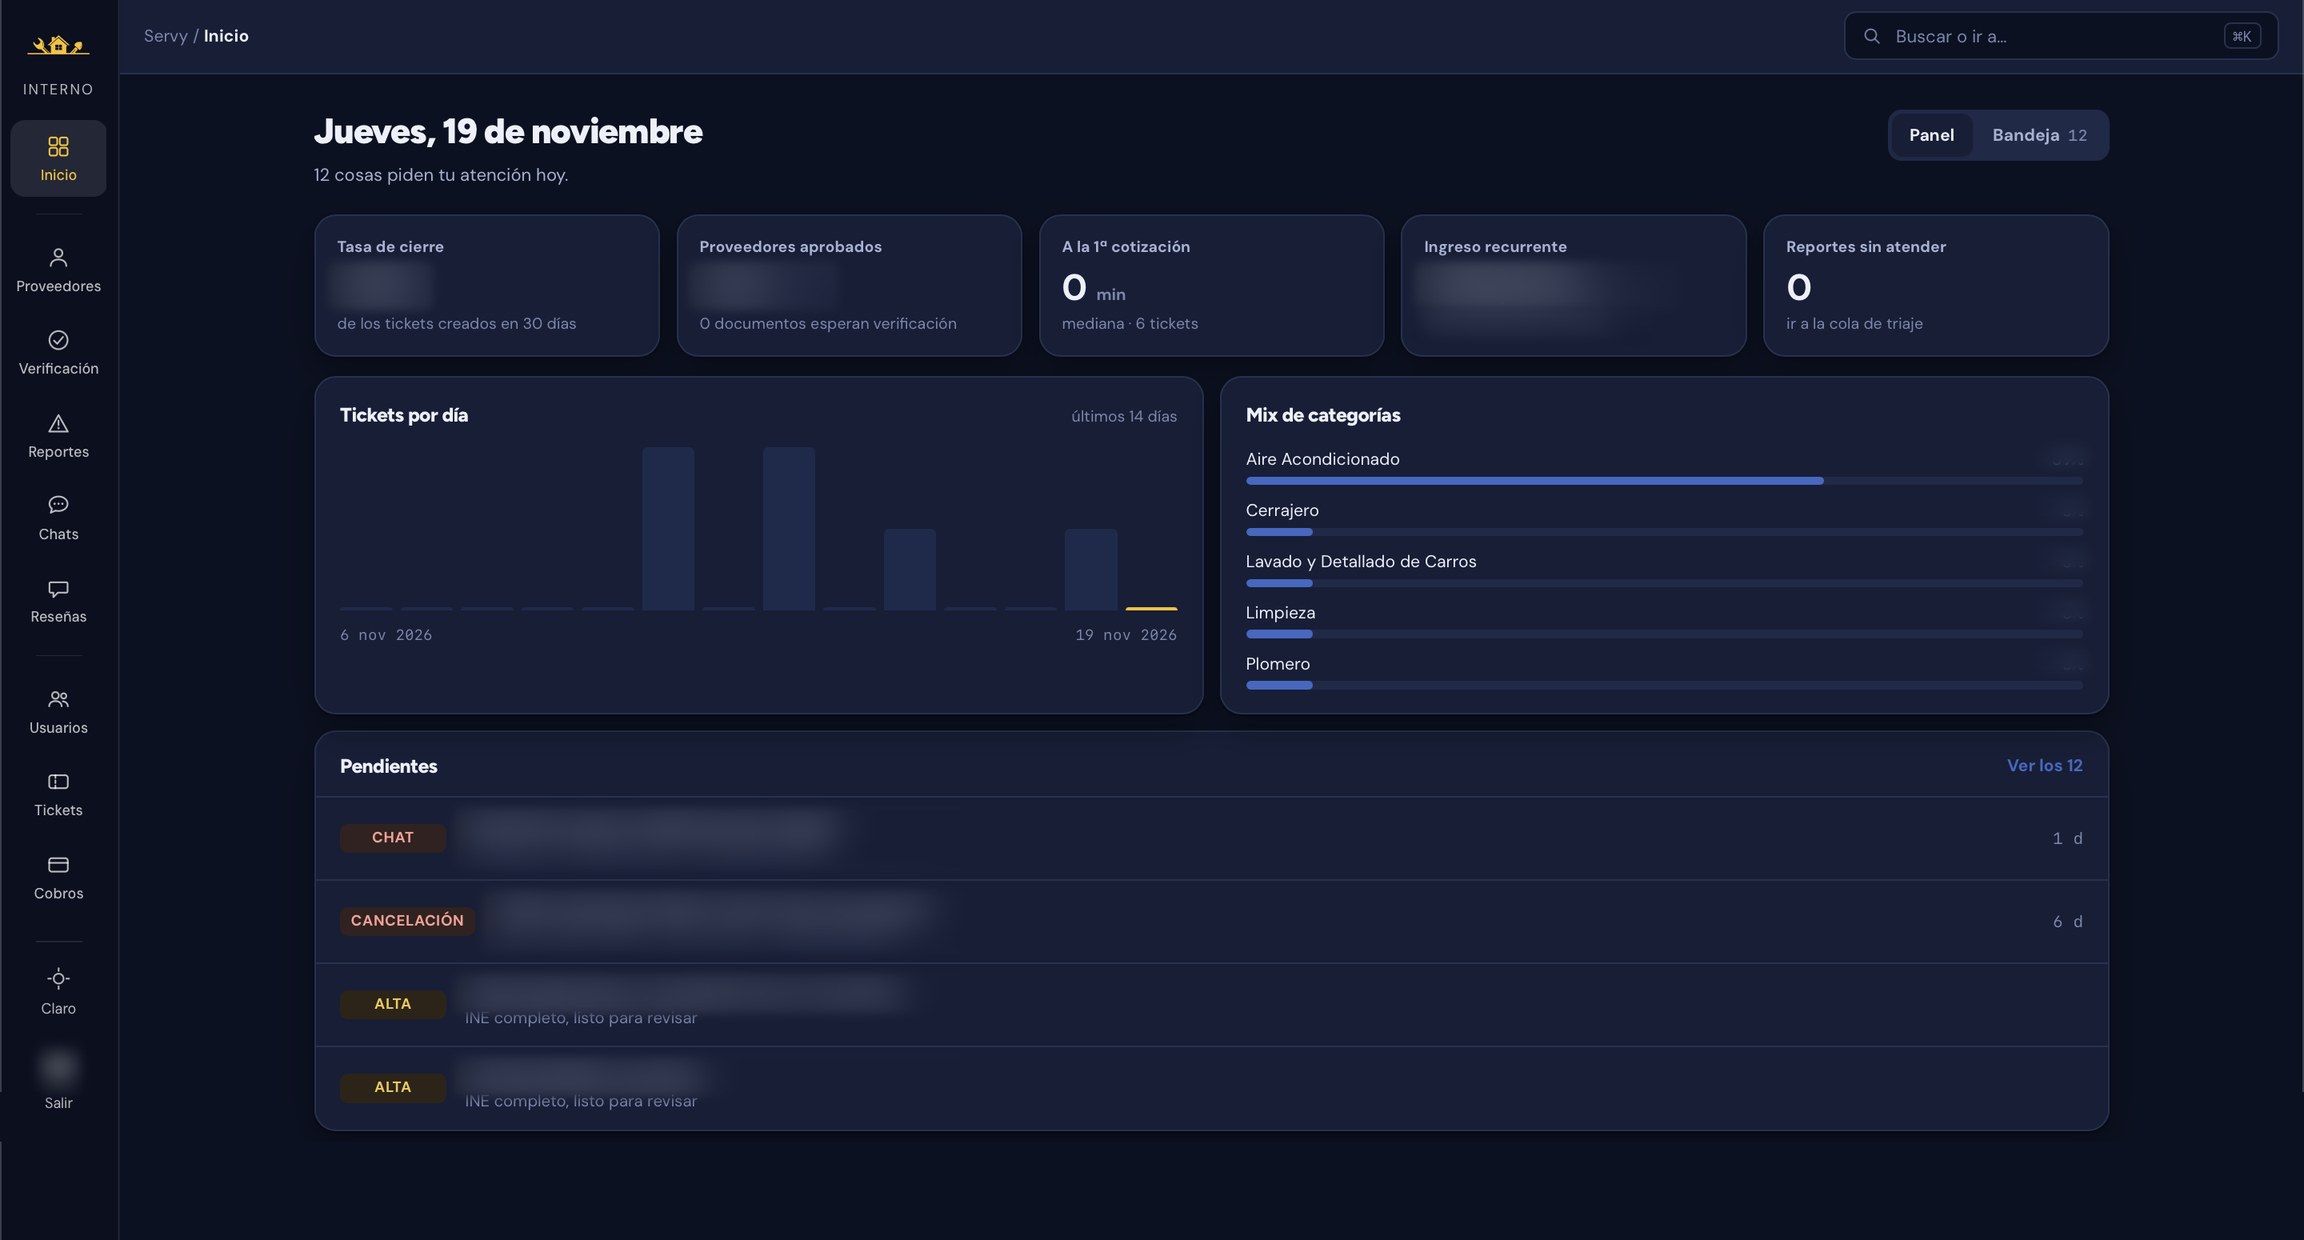 Servy / Inicio
Buscar o ir a...
⌘K
INTERNO
Inicio
Proveedores
Verificación
Reportes
Chats
Reseñas
Usuarios
Tickets
Cobros
Claro
Salir
Jueves, 19 de noviembre
12 cosas piden tu atención hoy.
Panel
Bandeja 12
Tasa de cierre
de los tickets creados en 30 días
Proveedores aprobados
0 documentos esperan verificación
A la 1ª cotización
0 min
mediana · 6 tickets
Ingreso recurrente
Reportes sin atender
0
ir a la cola de triaje
Tickets por día
últimos 14 días
6 nov 2026
19 nov 2026
Mix de categorías
Aire Acondicionado
Cerrajero
Lavado y Detallado de Carros
Limpieza
Plomero
Pendientes
Ver los 12
CHAT
1 d
CANCELACIÓN
6 d
ALTA
INE completo, listo para revisar
ALTA
INE completo, listo para revisar